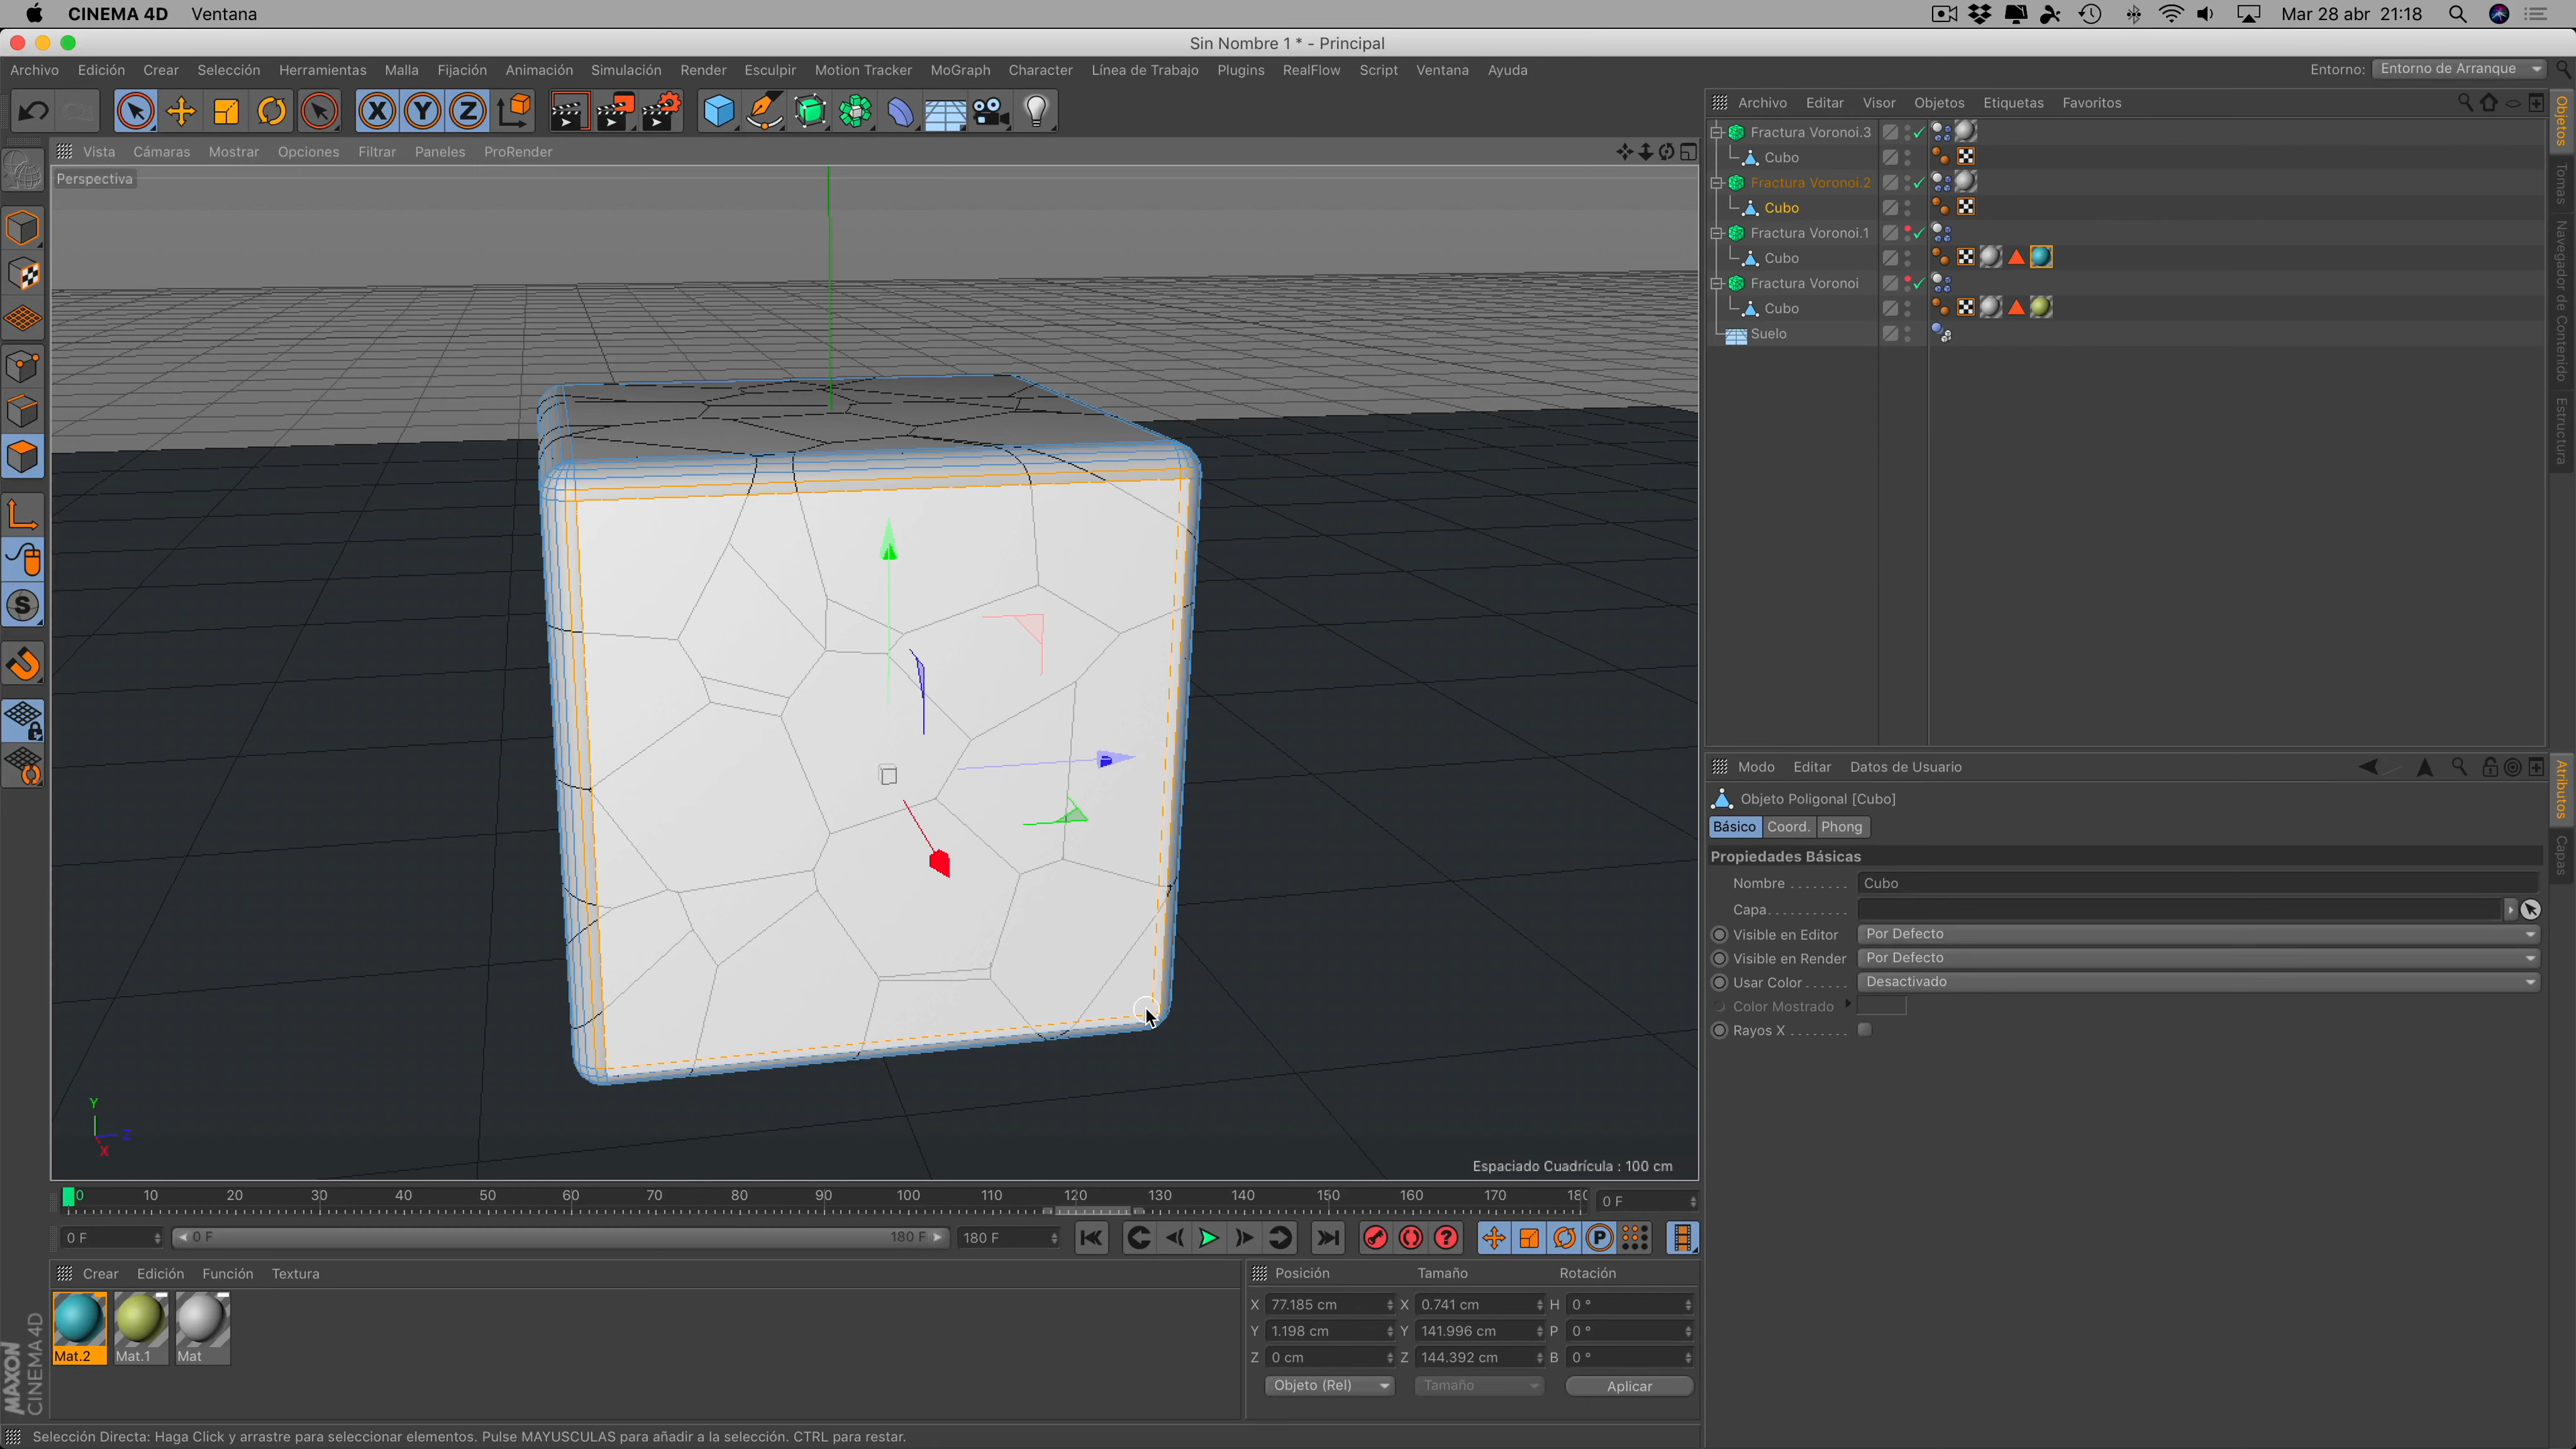 CINEMA 4D Ventana Mar 28 abr 21:18
Sin Nombre 1 * - Principal
Archivo Edición Crear Selección Herramientas Malla Fijación Animación Simulación Render Esculpir Motion Tracker MoGraph Character Línea de Trabajo Plugins RealFlow Script Ventana Ayuda Entorno: Entorno de Arranque
X Y Z
Archivo Editar Visor Objetos Etiquetas Favoritos
Vista Cámaras Mostrar Opciones Filtrar Paneles ProRender
Perspectiva
Fractura Voronoi.3
Cubo
Fractura Voronoi.2
Cubo
Fractura Voronoi.1
Cubo
Fractura Voronoi
Cubo
Suelo
Objetos
Tomas
Navegador de Contenido
Estructura
S
Modo Editar Datos de Usuario
Objeto Poligonal [Cubo]
Básico Coord. Phong
Propiedades Básicas
Nombre ........ Cubo
Capa...........
Visible en Editor Por Defecto
Visible en Render Por Defecto
Usar Color ...... Desactivado
Color Mostrado
Rayos X ........
Atributos
Capas
Y
Z
X
Espaciado Cuadrícula : 100 cm
0 10 20 30 40 50 60 70 80 90 100 110 120 130 140 150 160 170 180 0 F
0 F 0 F 180 F 180 F ? P
Crear Edición Función Textura
Posición Tamaño Rotación
X 77.185 cm X 0.741 cm H 0 °
Y 1.198 cm Y 141.996 cm P 0 °
Z 0 cm Z 144.392 cm B 0 °
Objeto (Rel) Tamaño Aplicar
Mat.2 Mat.1 Mat
MAXON
CINEMA 4D
Selección Directa: Haga Click y arrastre para seleccionar elementos. Pulse MAYUSCULAS para añadir a la selección. CTRL para restar.